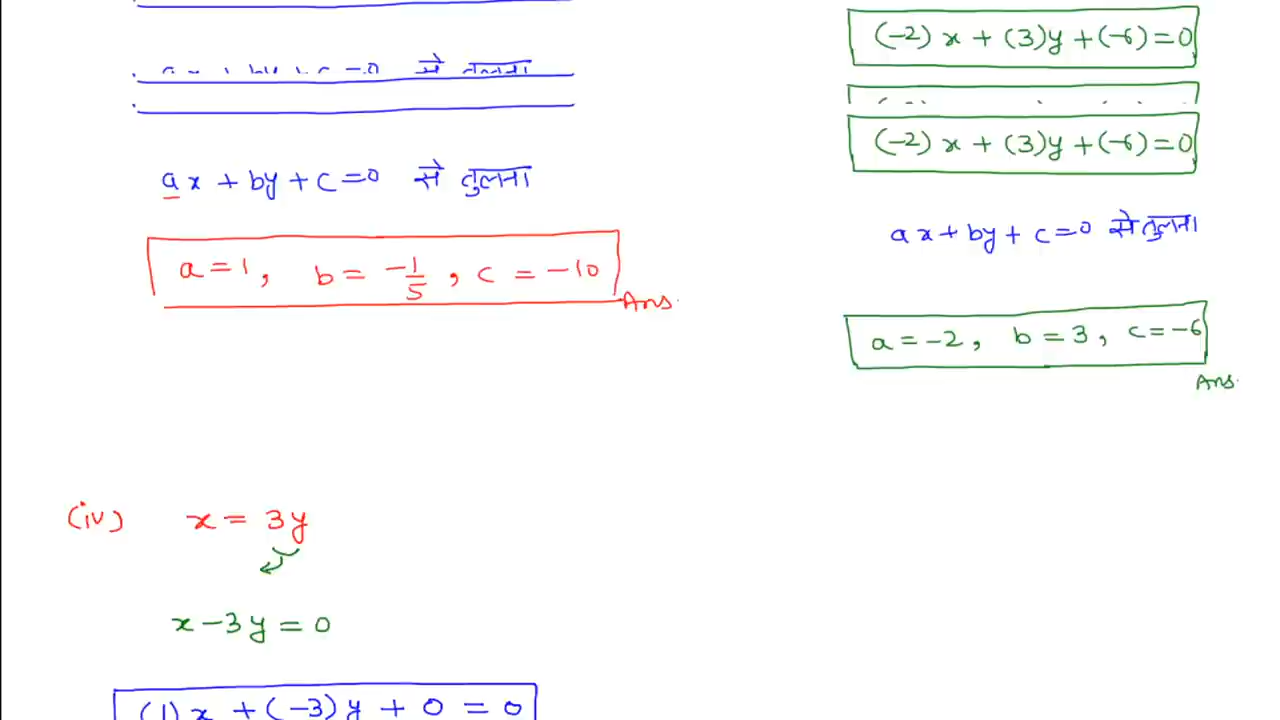 ax + by + c = 0 से तुलना
a = 1, b = -1/5, c = -10
Ans.
(-2) x + (3)y + (-6) = 0
(-2) x + (3)y + (-6) = 0
ax + by + c = 0 से तुलना
a = -2, b = 3, c = -6
Ans.
(iv) x = 3y
x - 3y = 0
(1) x + (-3) y + 0 = 0